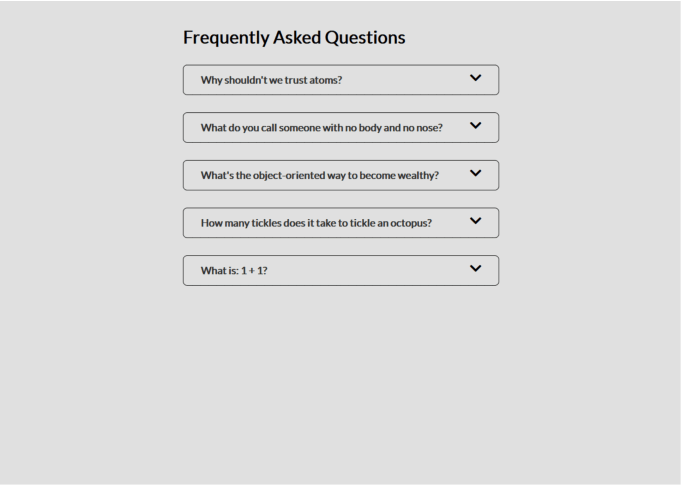 Frequently Asked Questions
Why shouldn't we trust atoms?
What do you call someone with no body and no nose?
What's the object-oriented way to become wealthy?
How many tickles does it take to tickle an octopus?
What is: 1 + 1?